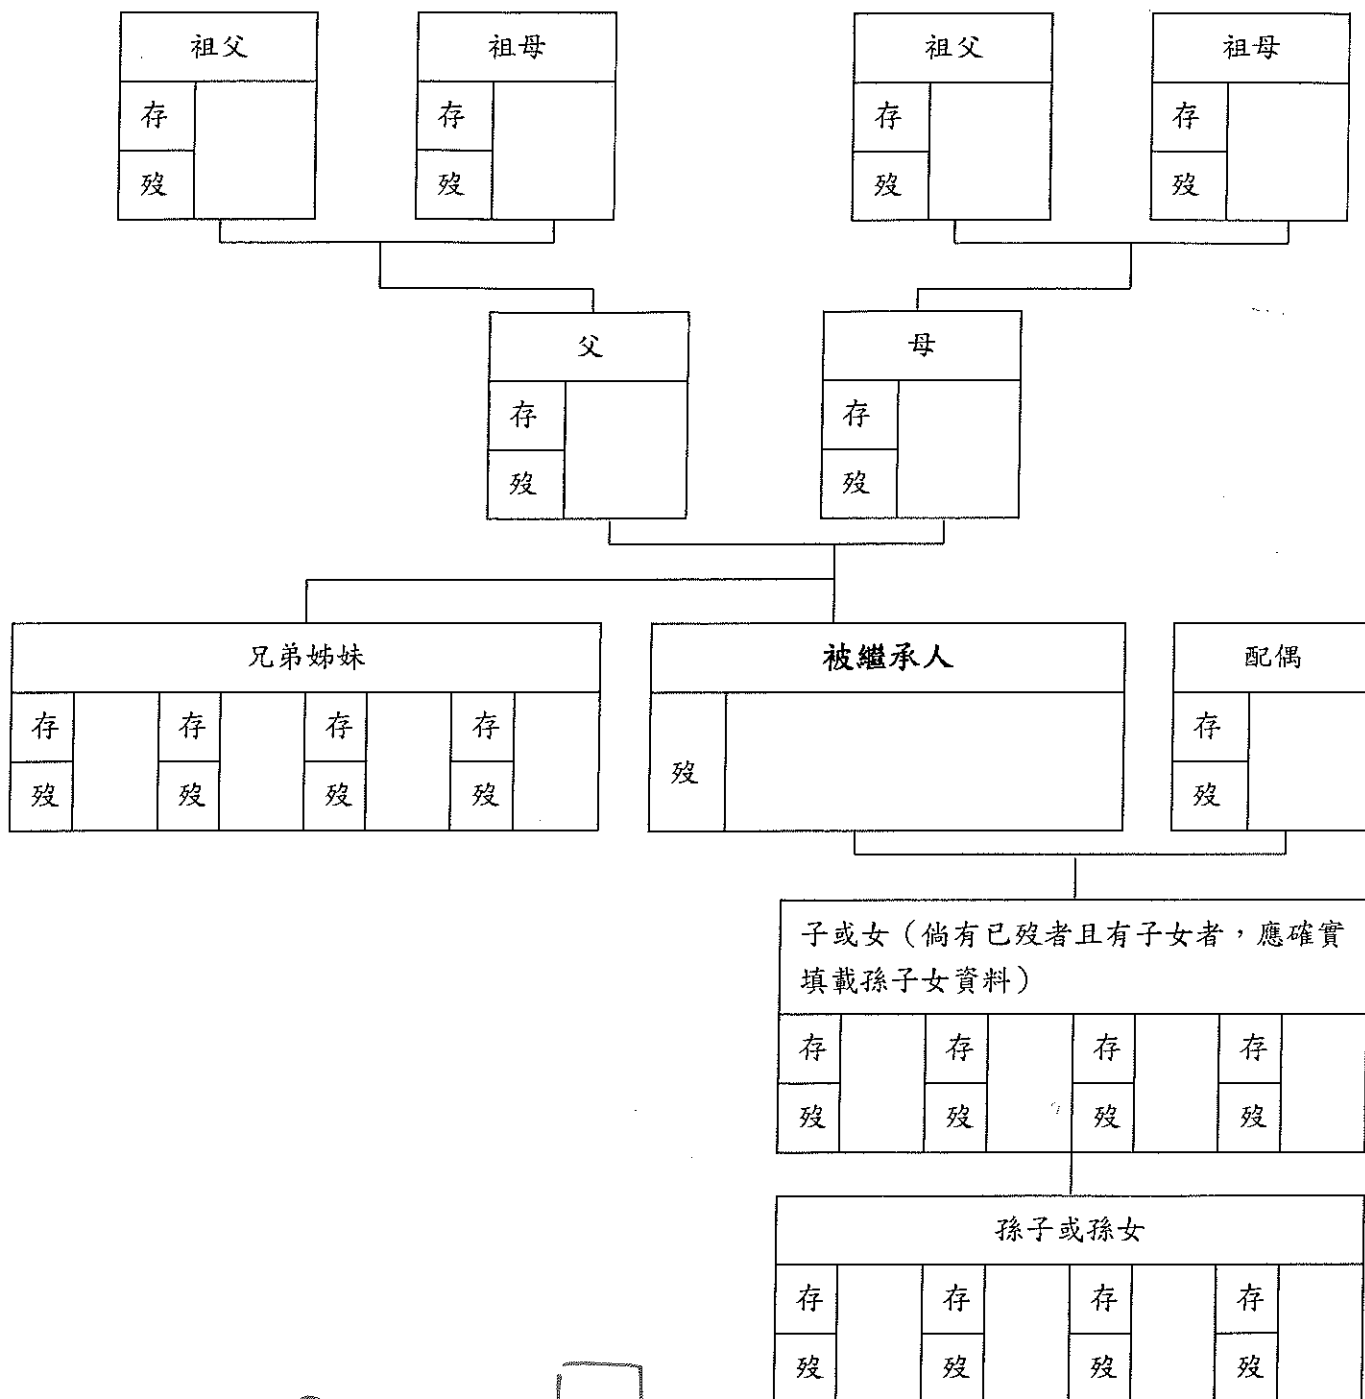 祖父 祖母 祖父 祖母
存 存 存 存
歿 歿 歿 歿
父 母
存 存
歿 歿
兄弟姊妹 被繼承人 配偶
存 存 存 存 存
歿
歿 歿 歿 歿 歿
子或女（倘有已歿者且有子女者，應確實
填載孫子女資料）
存 存 存 存
歿 歿 歿 歿
孫子或孫女
存 存 存 存
歿 歿 歿 歿